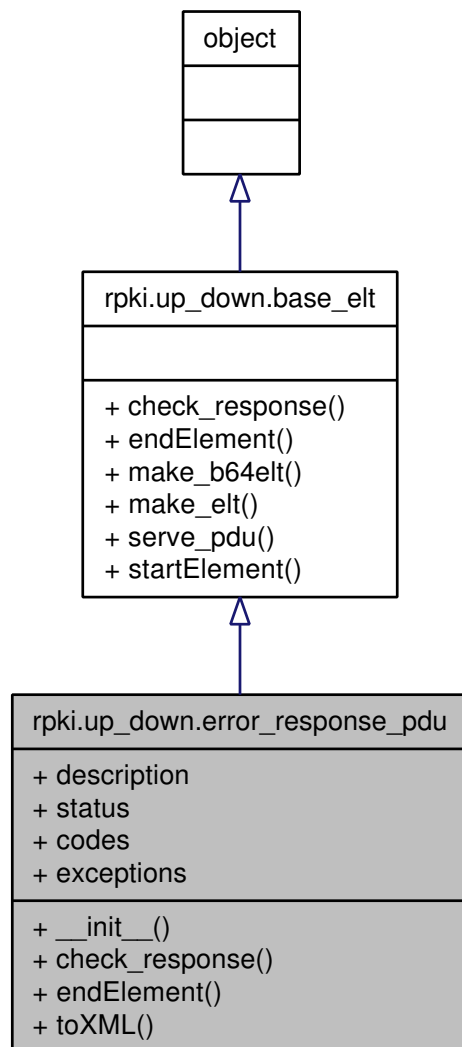 object
rpki.up_down.base_elt
+ check_response()
+ endElement()
+ make_b64elt()
+ make_elt()
+ serve_pdu()
+ startElement()
rpki.up_down.error_response_pdu
+ description
+ status
+ codes
+ exceptions
+ __init__()
+ check_response()
+ endElement()
+ toXML()